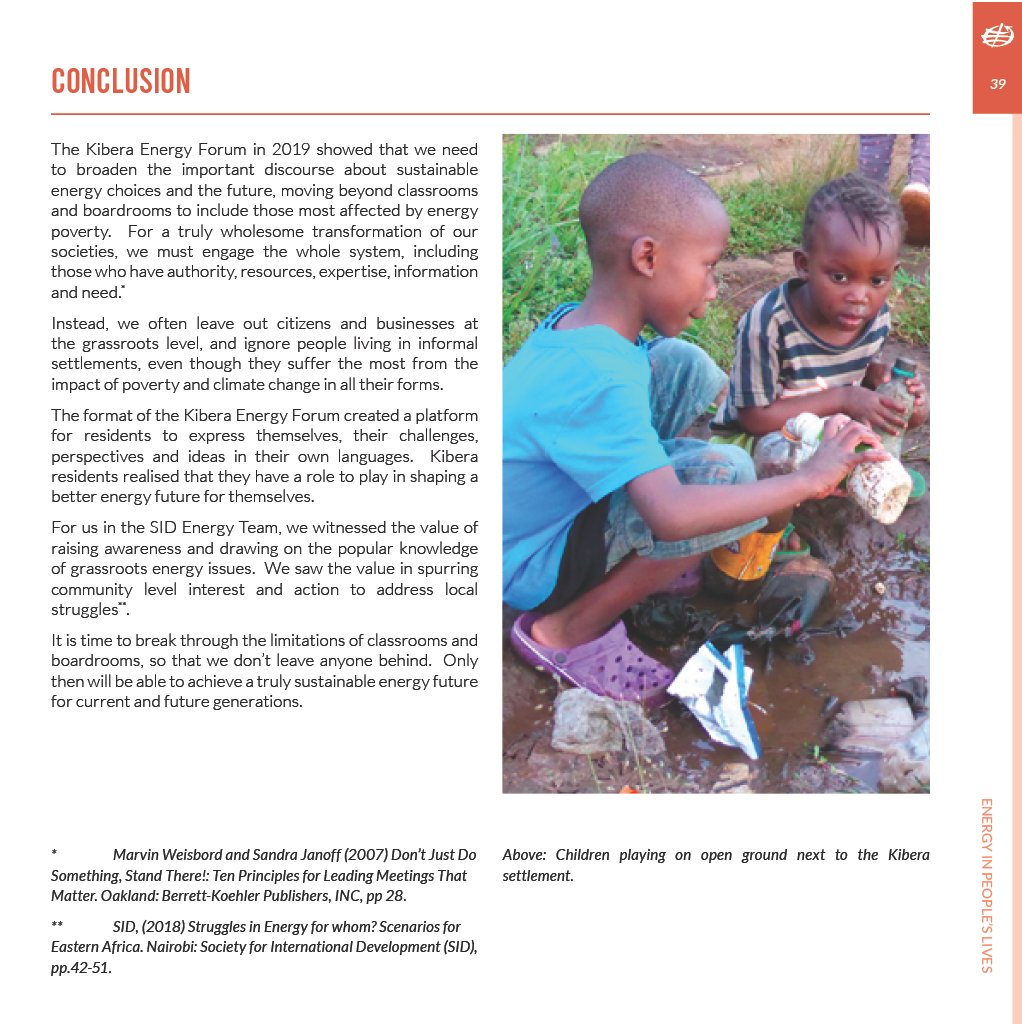 39
CONCLUSION
The Kibera Energy Forum in 2019 showed that we need
to broaden the important discourse about sustainable
energy choices and the future, moving beyond classrooms
and boardrooms to include those most affected by energy
poverty. For a truly wholesome transformation of our
societies, we must engage the whole system, including
those who have authority, resources, expertise, information
and need.*
Instead, we often leave out citizens and businesses at
the grassroots level, and ignore people living in informal
settlements, even though they suffer the most from the
impact of poverty and climate change in all their forms.
The format of the Kibera Energy Forum created a platform
for residents to express themselves, their challenges,
perspectives and ideas in their own languages. Kibera
residents realised that they have a role to play in shaping a
better energy future for themselves.
For us in the SID Energy Team, we witnessed the value of
raising awareness and drawing on the popular knowledge
of grassroots energy issues. We saw the value in spurring
community level interest and action to address local
struggles**.
It is time to break through the limitations of classrooms and
boardrooms, so that we don’t leave anyone behind. Only
then will be able to achieve a truly sustainable energy future
for current and future generations.
* Marvin Weisbord and Sandra Janoff (2007) Don’t Just Do
Something, Stand There!: Ten Principles for Leading Meetings That
Matter. Oakland: Berrett-Koehler Publishers, INC, pp 28.
** SID, (2018) Struggles in Energy for whom? Scenarios for
Eastern Africa. Nairobi: Society for International Development (SID),
pp.42-51.
Above: Children playing on open ground next to the Kibera
settlement.
ENERGY IN PEOPLE’S LIVES